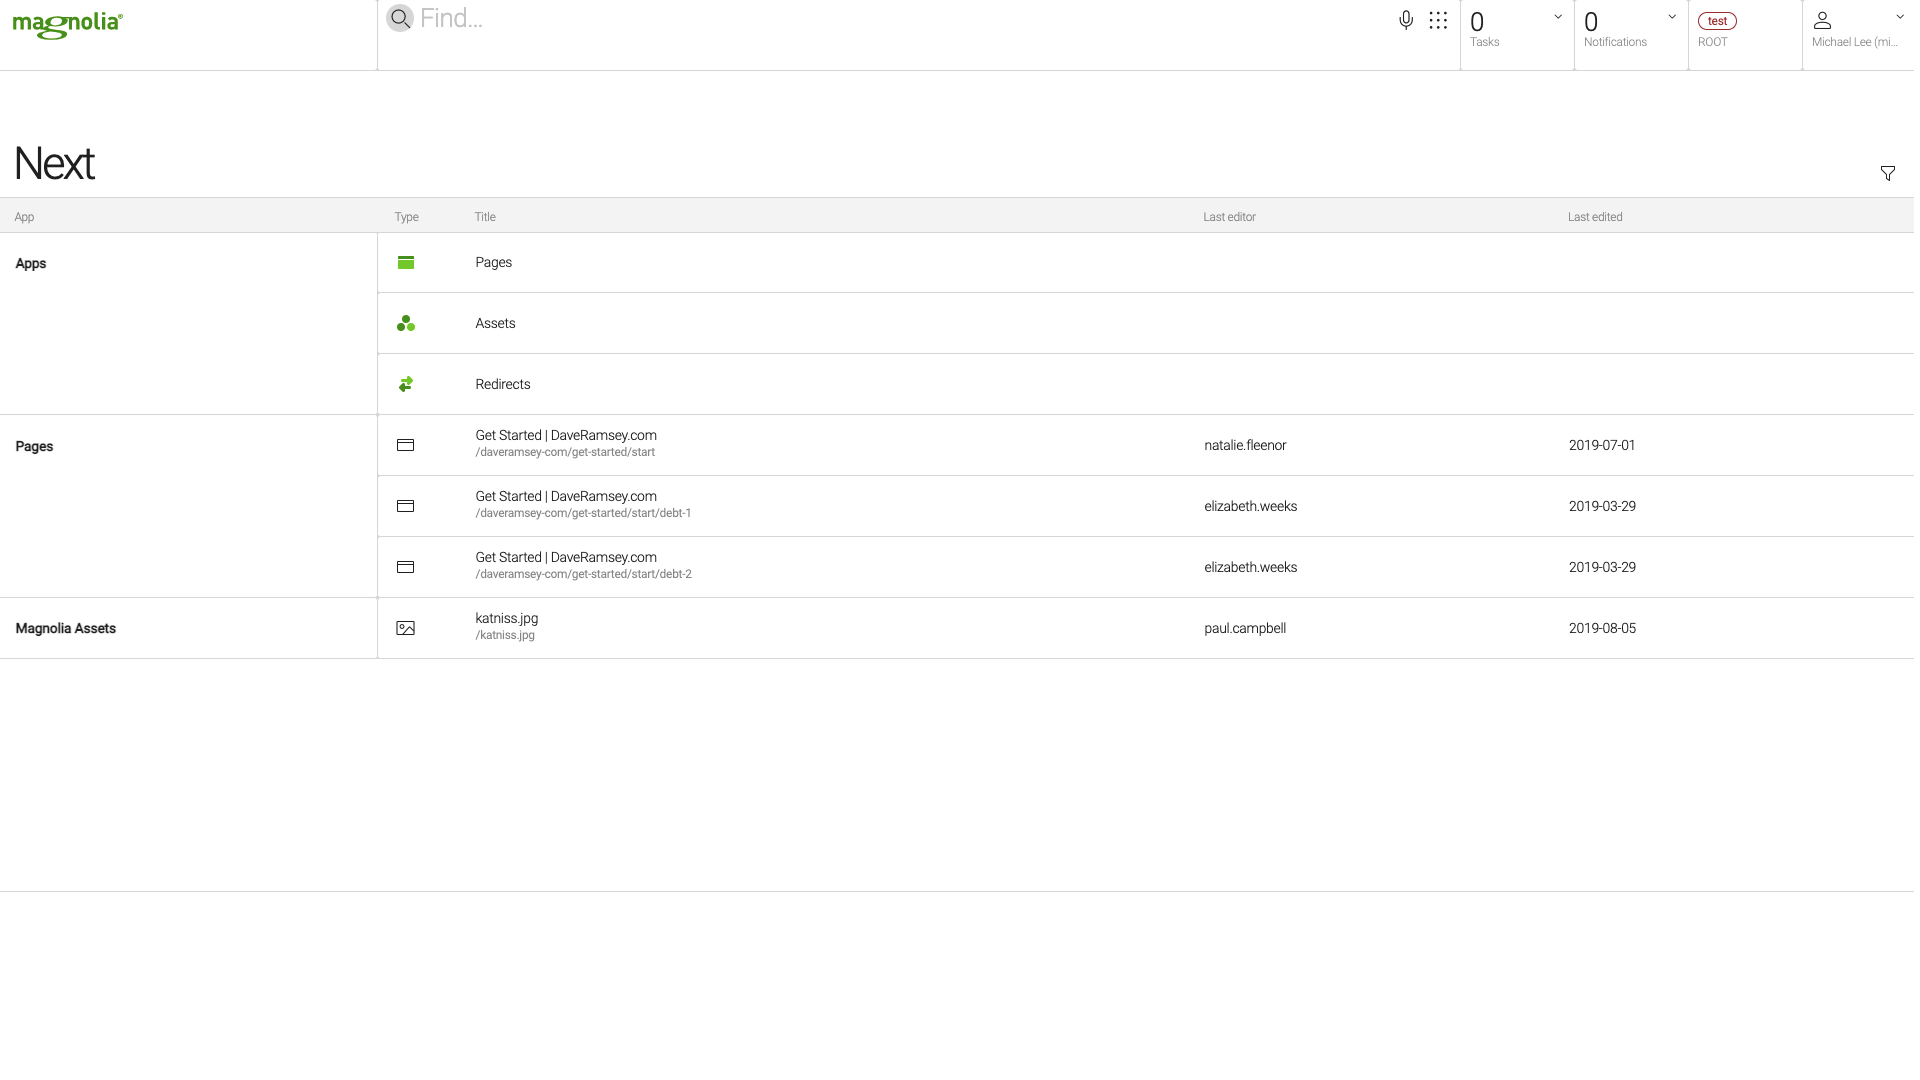 magnolia®
Find...
0
Tasks
0
Notifications
test
ROOT
Michael Lee (mi...
Next
App Type Title Last editor Last edited
Apps
Pages
Assets
Redirects
Pages
Get Started | DaveRamsey.com
/daveramsey-com/get-started/start
natalie.fleenor 2019-07-01
Get Started | DaveRamsey.com
/daveramsey-com/get-started/start/debt-1
elizabeth.weeks 2019-03-29
Get Started | DaveRamsey.com
/daveramsey-com/get-started/start/debt-2
elizabeth.weeks 2019-03-29
Magnolia Assets
katniss.jpg
/katniss.jpg
paul.campbell 2019-08-05